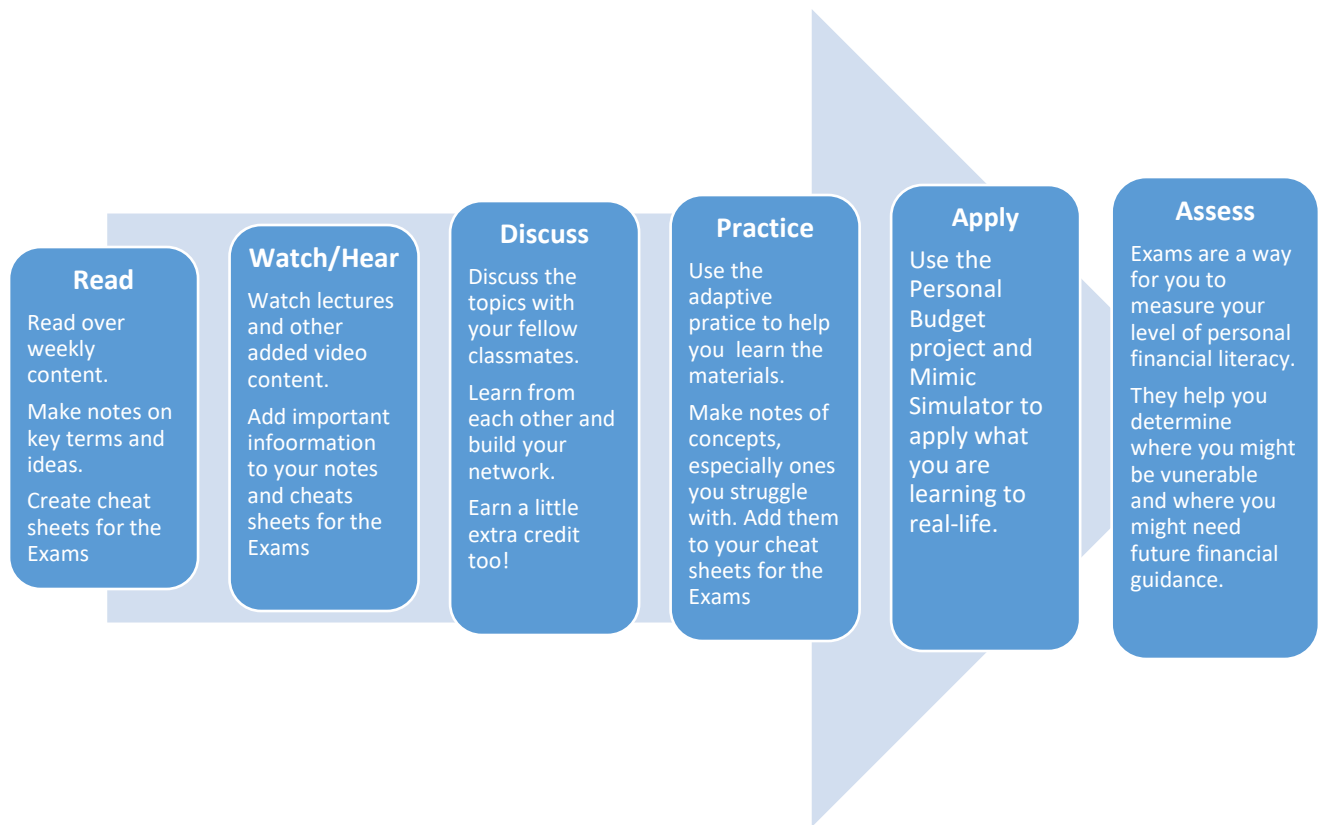 Read
Read over
weekly
content.
Make notes on
key terms and
ideas.
Create cheat
sheets for the
Exams
Watch/Hear
Watch lectures
and other
added video
content.
Add important
infoormation
to your notes
and cheats
sheets for the
Exams
Discuss
Discuss the
topics with
your fellow
classmates.
Learn from
each other and
build your
network.
Earn a little
extra credit
too!
Practice
Use the
adaptive
pratice to help
you learn the
materials.
Make notes of
concepts,
especially ones
you struggle
with. Add them
to your cheat
sheets for the
Exams
Apply
Use the
Personal
Budget
project and
Mimic
Simulator to
apply what
you are
learning to
real-life.
Assess
Exams are a way
for you to
measure your
level of personal
financial literacy.
They help you
determine
where you might
be vunerable
and where you
might need
future financial
guidance.